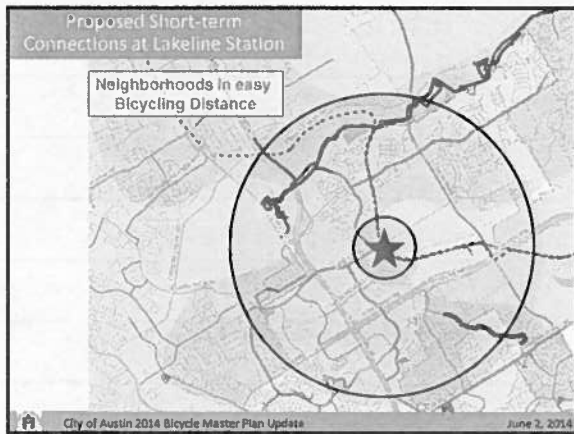 Proposed Short-term
Connections at Lakeline Station
Neighborhoods in easy
Bicycling Distance
City of Austin 2014 Bicycle Master Plan Update
June 2, 2014